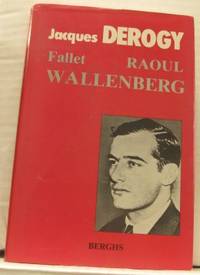 Jacques DEROGY
Fallet RAOUL
WALLENBERG
BERGHS